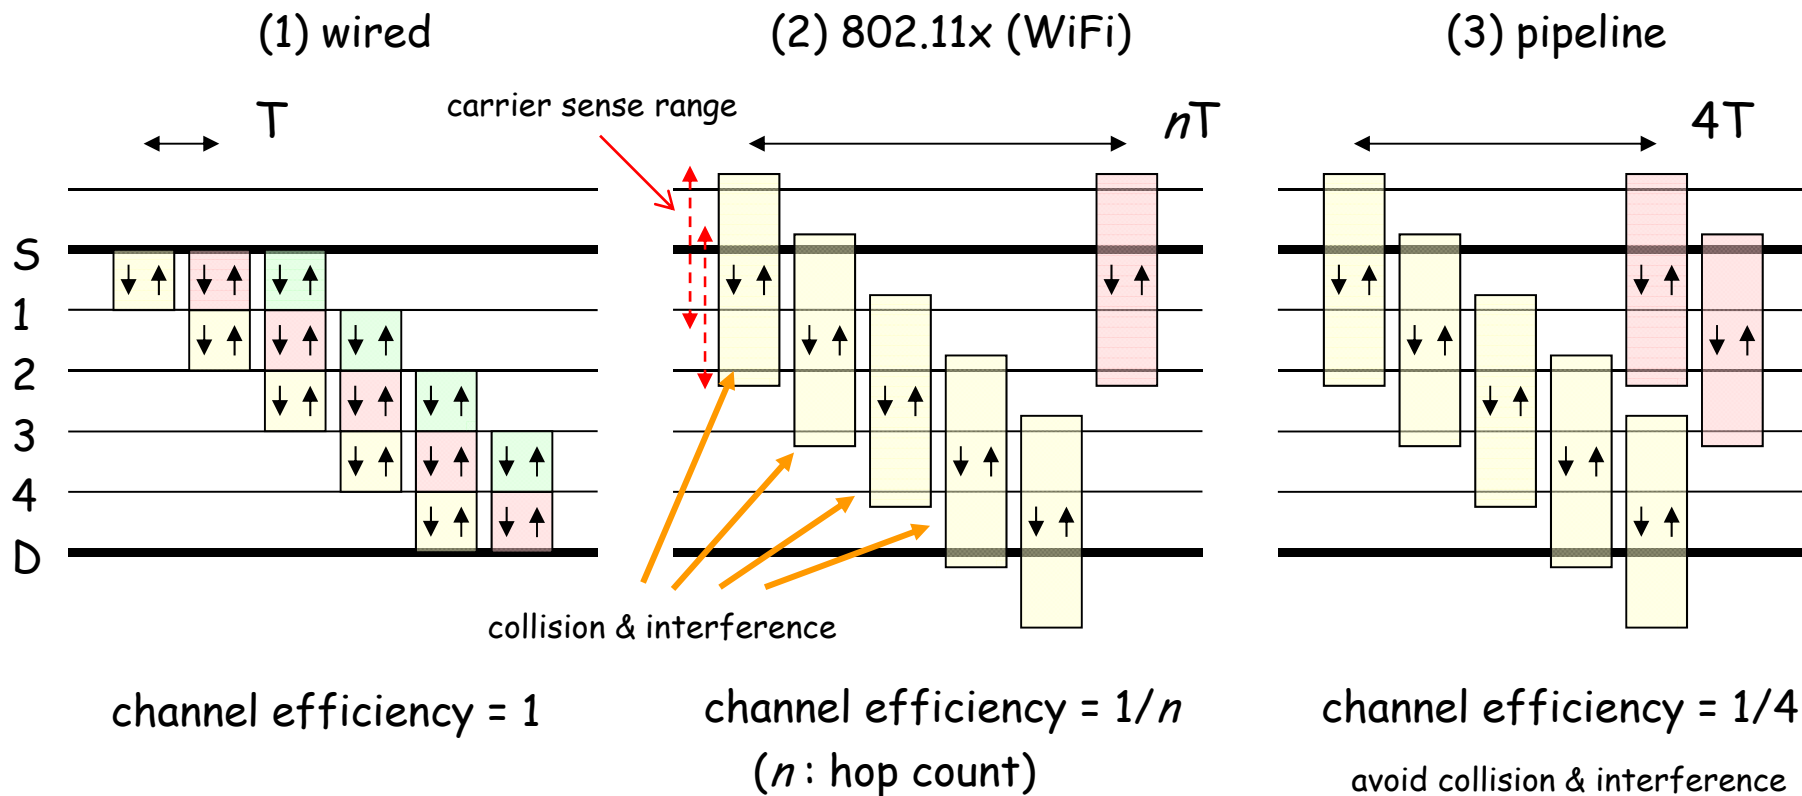 (1) wired
(2) 802.11x (WiFi)
(3) pipeline
T
carrier sense range
nT
4T
S
1
2
3
4
D
collision & interference
channel efficiency = 1
channel efficiency = 1/n
(n : hop count)
channel efficiency = 1/4
avoid collision & interference